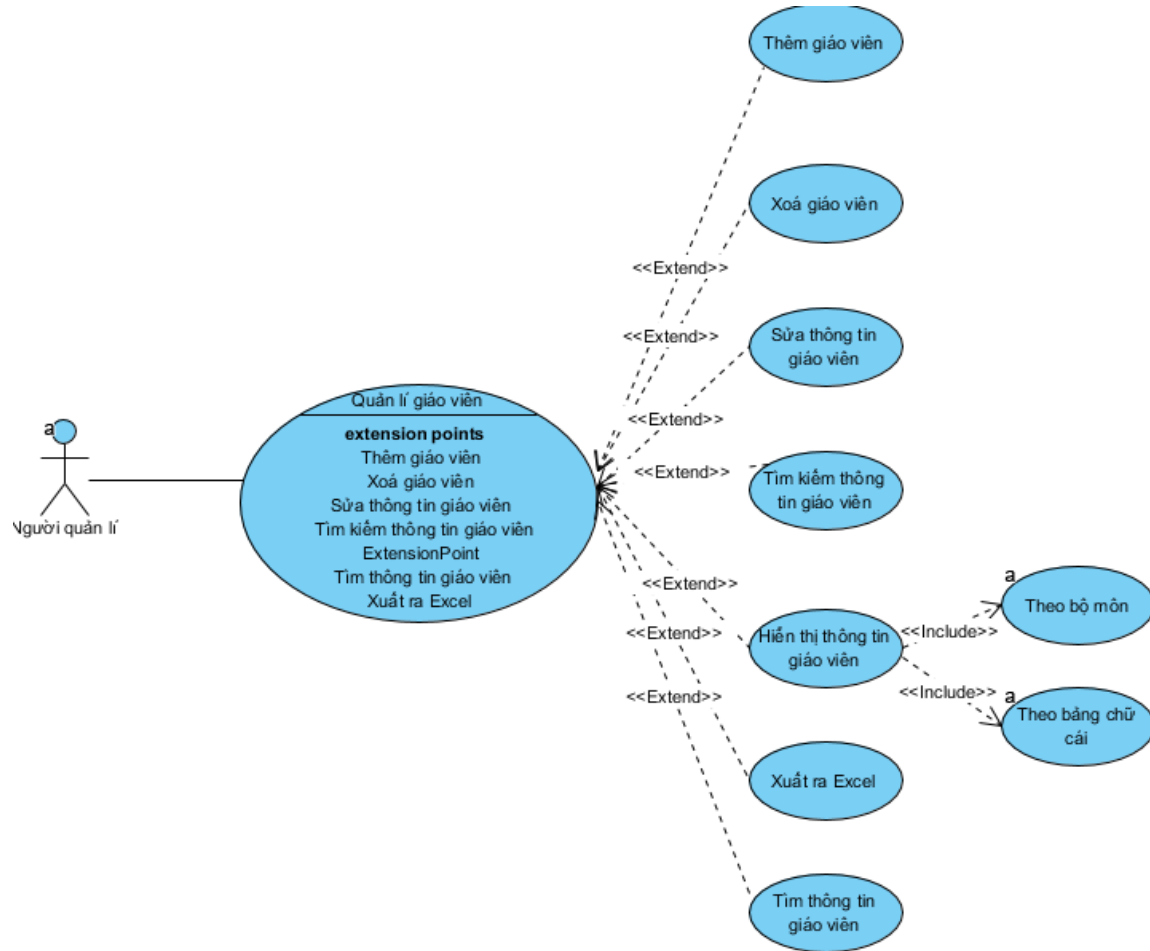 Thêm giáo viên
Xoá giáo viên
<<Extend>>
<<Extend>>
Sửa thông tin
giáo viên
Quản lí giáo viên
<<Extend>>
a
extension points
Thêm giáo viên
Xoá giáo viên
Sửa thông tin giáo viên
Tìm kiếm thông tin giáo viên
ExtensionPoint
Tìm thông tin giáo viên
Xuất ra Excel
Người quản lí
<<Extend>>
Tìm kiếm thông
tin giáo viên
<<Extend>>
a
Theo bộ môn
<<Extend>>
Hiển thị thông tin
giáo viên
<<Include>>
<<Extend>>
<<Include>>
a
Theo bảng chữ
cái
Xuất ra Excel
Tìm thông tin
giáo viên